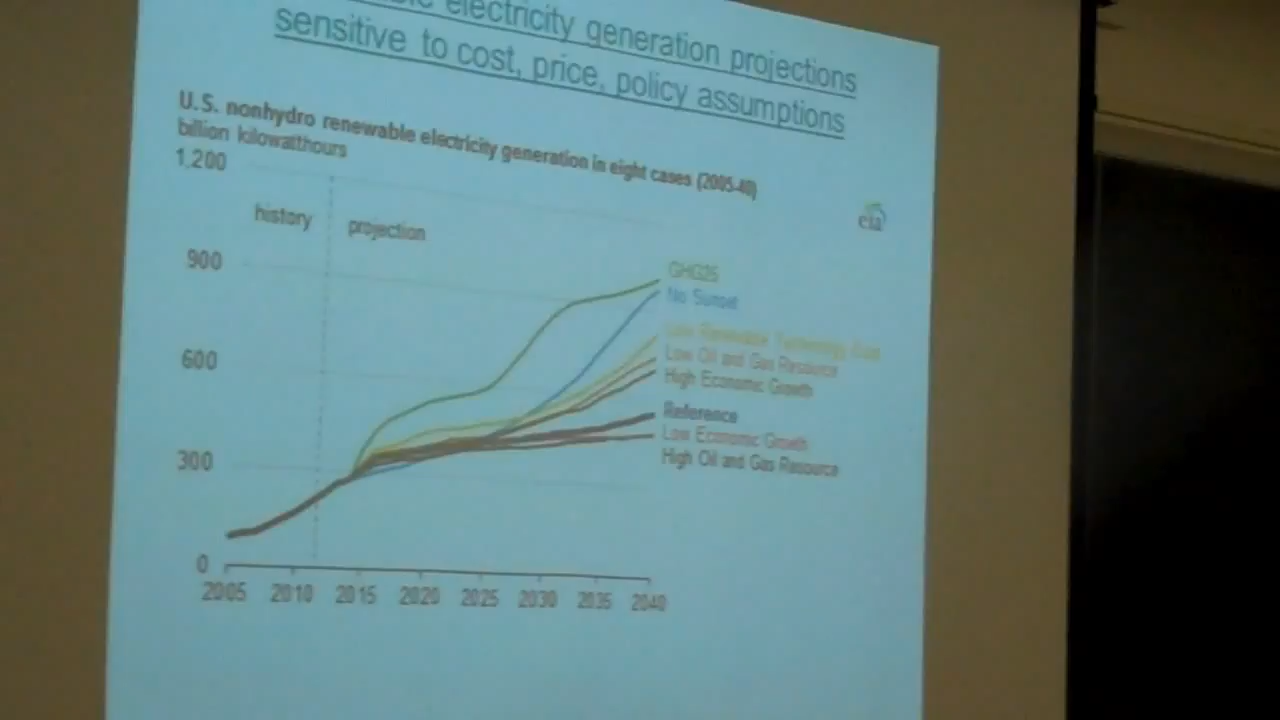 electricity generation projections
sensitive to cost, price, policy assumptions
U.S. nonhydro renewable electricity generation in eight cases (2005-40)
billion kilowatthours
1,200
history
projection
eia
900
GHG25
No Sunset
600
Low Renewable Technology Cost
Low Oil and Gas Resource
High Economic Growth
Reference
Low Economic Growth
High Oil and Gas Resource
300
0
2005 2010 2015 2020 2025 2030 2035 2040